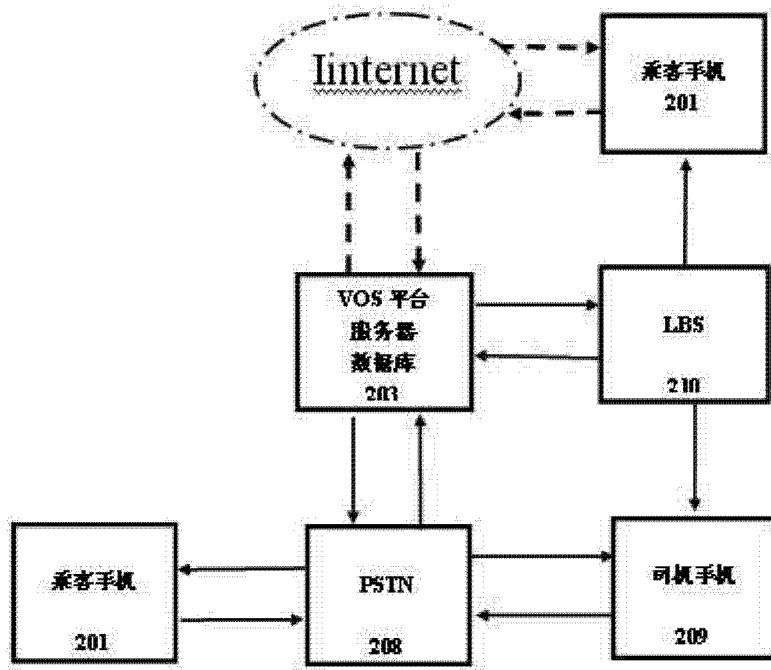 Iinternet
乘客手机
201
VOS 平台
服务器
数据库
203
LBS
210
乘客手机
201
PSTN
208
司机手机
209